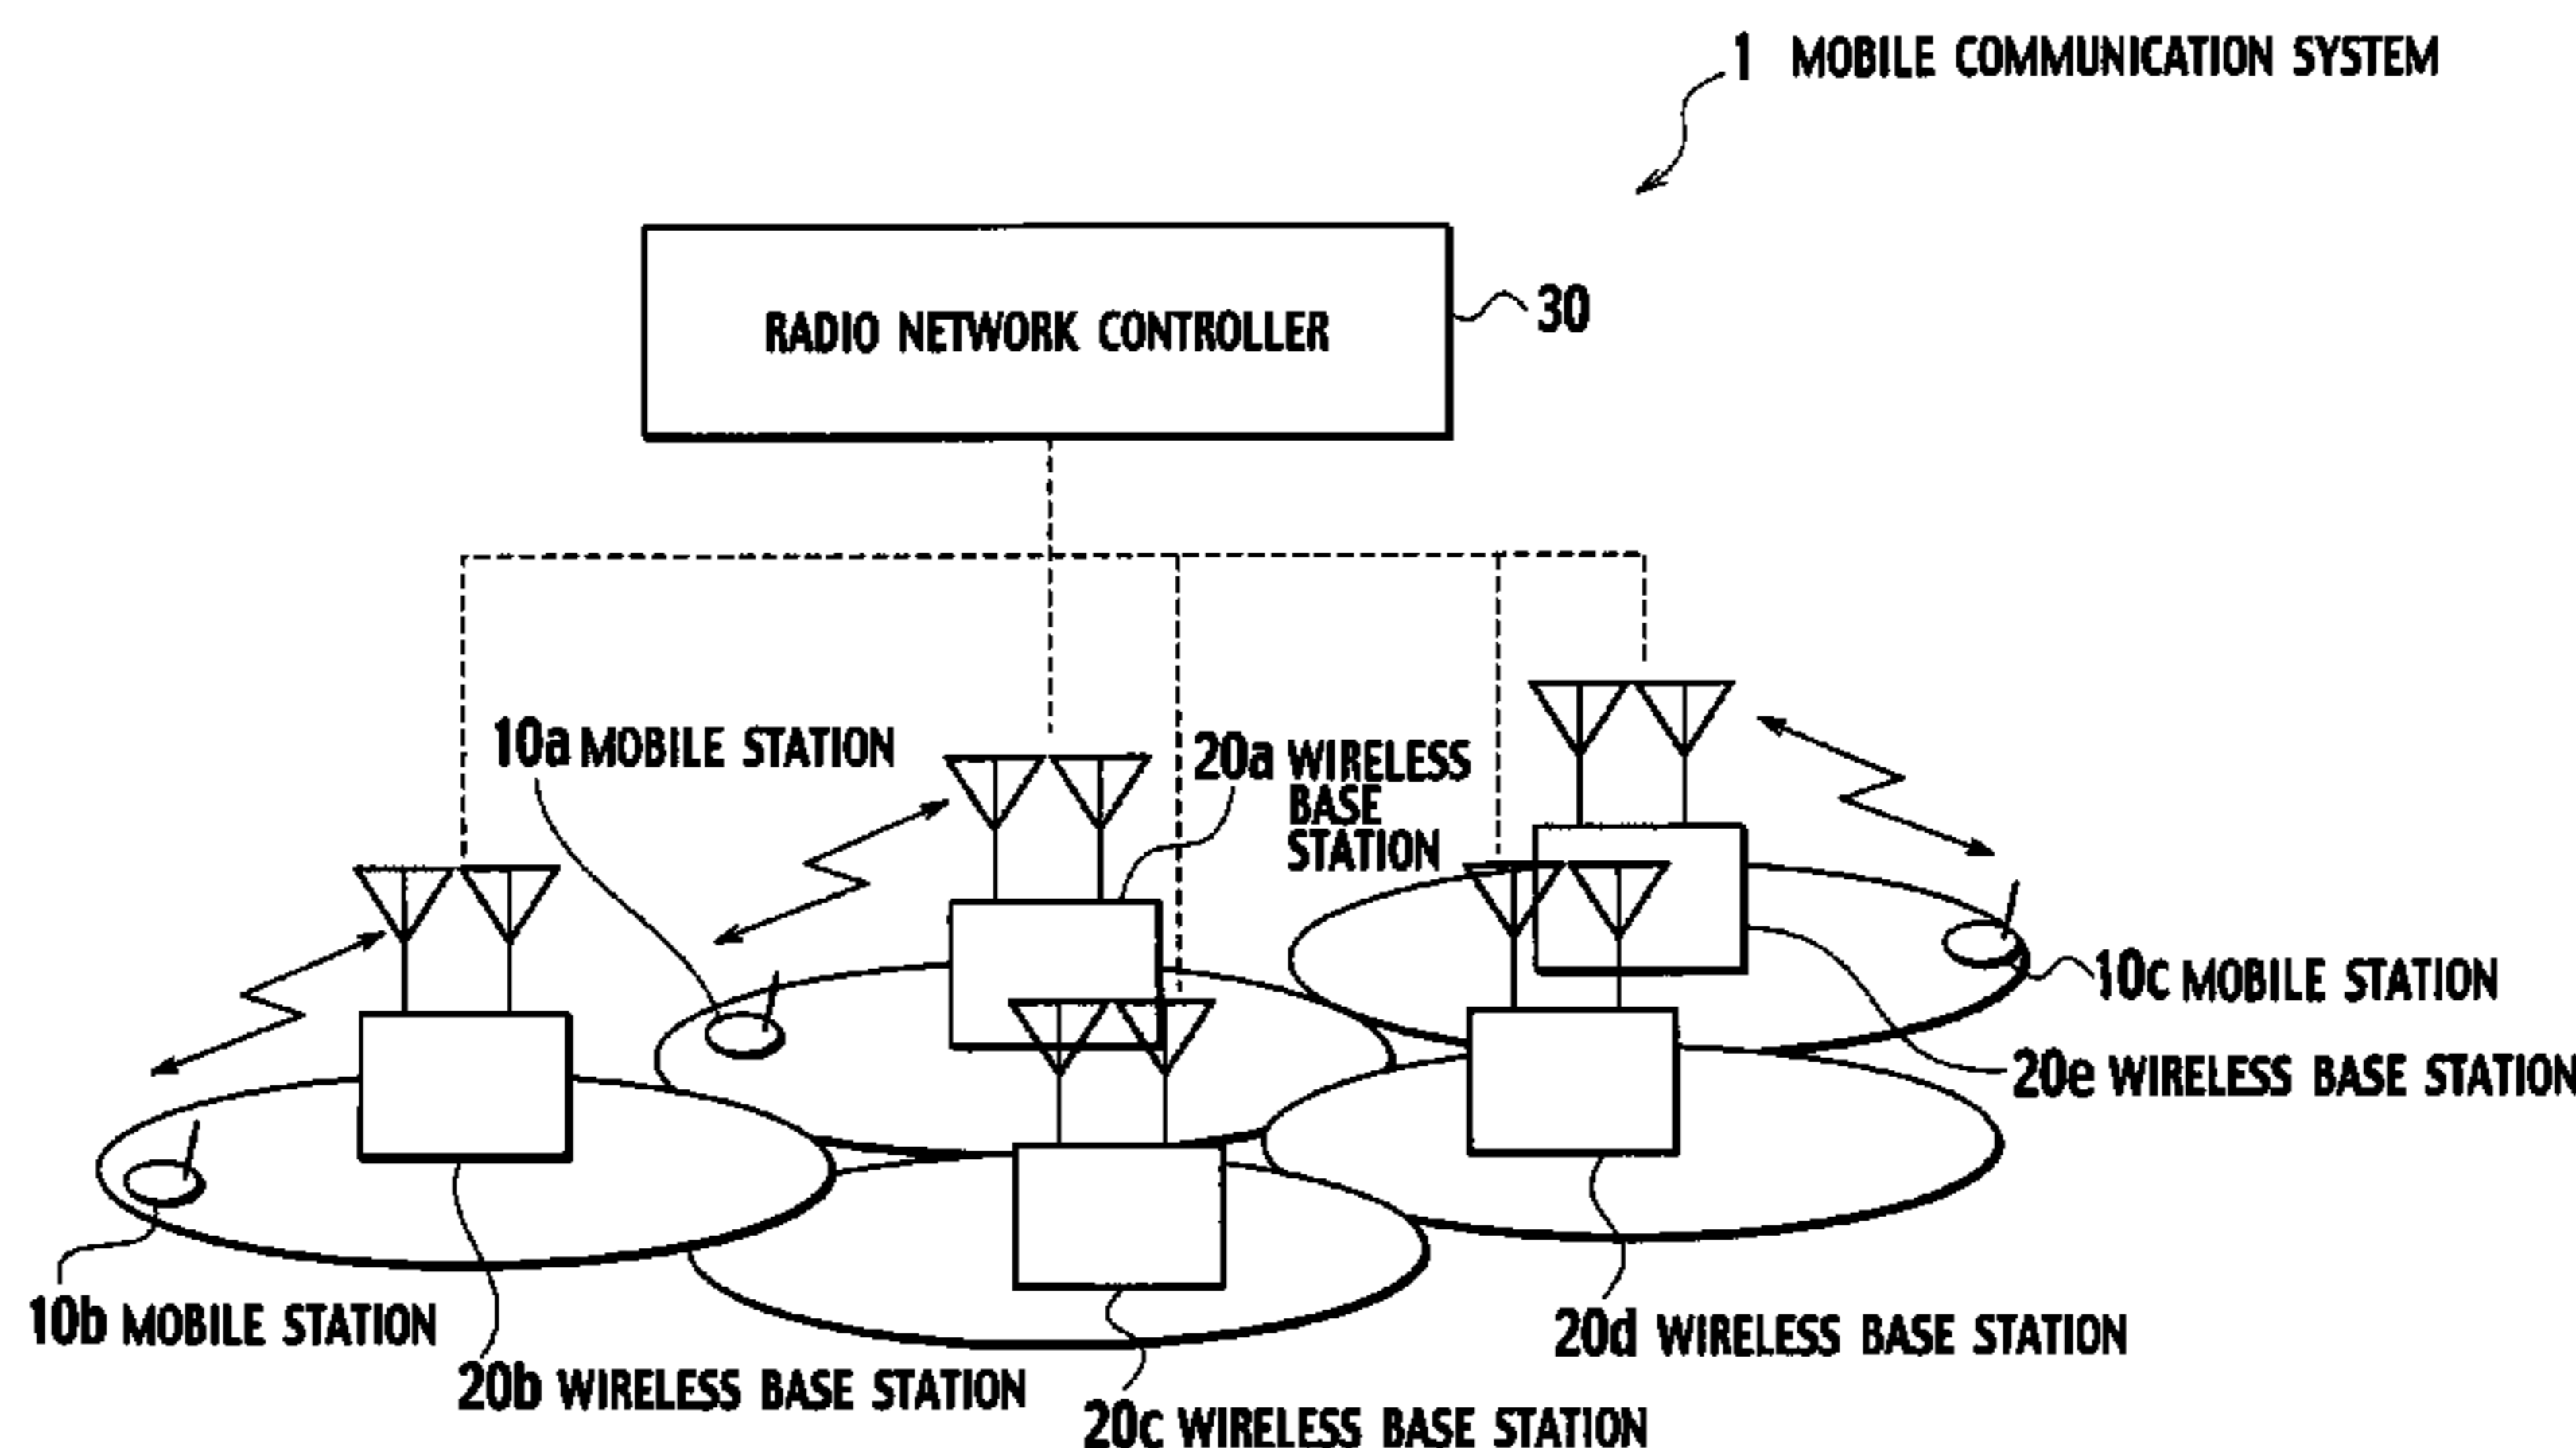 1 MOBILE COMMUNICATION SYSTEM
RADIO NETWORK CONTROLLER
30
10a MOBILE STATION
20a WIRELESS
BASE
STATION
10c MOBILE STATION
20e WIRELESS BASE STATION
10b MOBILE STATION
20d WIRELESS BASE STATION
20b WIRELESS BASE STATION
20c WIRELESS BASE STATION